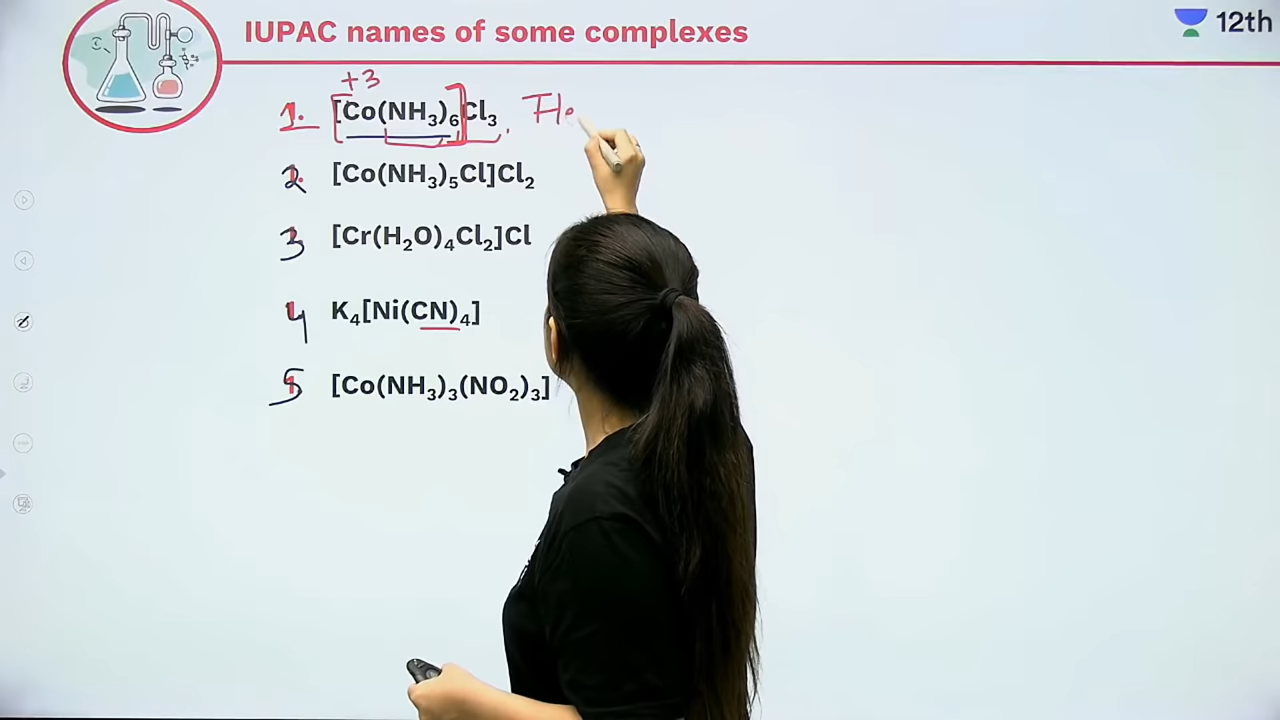 IUPAC names of some complexes
12th
+3
1. [Co(NH₃)₆]Cl₃
2. [Co(NH₃)₅Cl]Cl₂
3 [Cr(H₂O)₄Cl₂]Cl
4 K₄[Ni(CN)₄]
5 [Co(NH₃)₃(NO₂)₃]